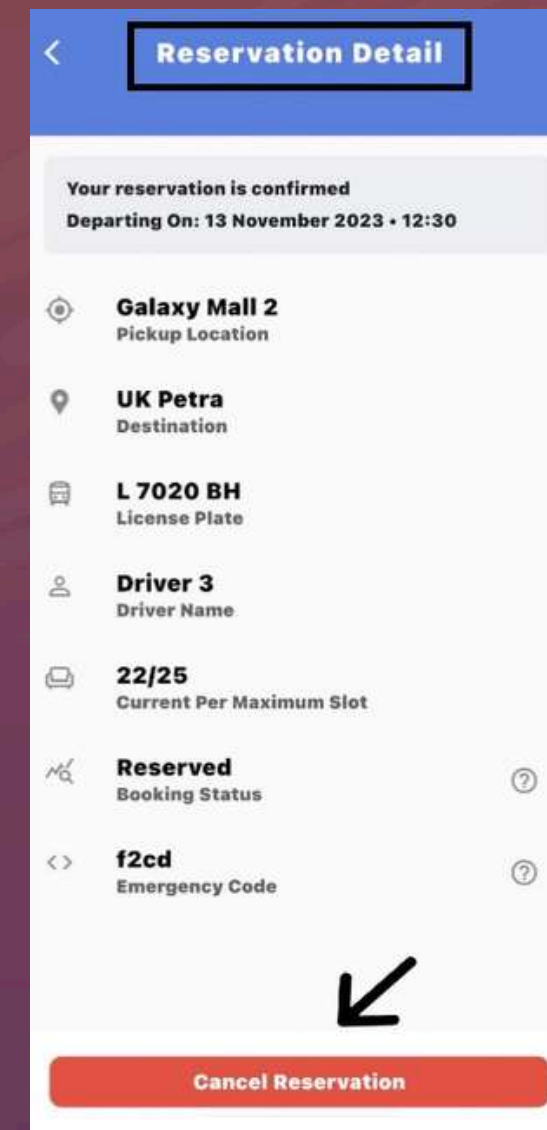 Reservation Detail
Your reservation is confirmed
Departing On: 13 November 2023 • 12:30
Galaxy Mall 2
Pickup Location
UK Petra
Destination
L 7020 BH
License Plate
Driver 3
Driver Name
22/25
Current Per Maximum Slot
Reserved
Booking Status
f2cd
Emergency Code
Cancel Reservation